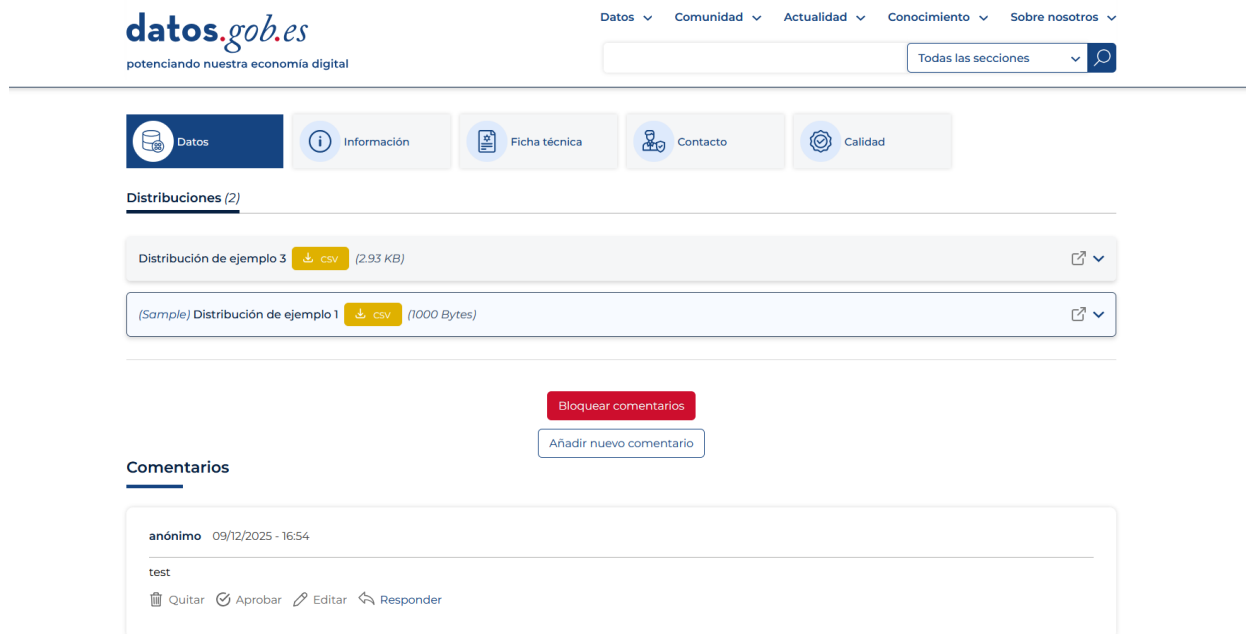 datos.gob.es
potenciando nuestra economía digital
Datos Comunidad Actualidad Conocimiento Sobre nosotros
Todas las secciones
Datos Información Ficha técnica Contacto Calidad
Distribuciones (2)
Distribución de ejemplo 3 CSV (2.93 KB)
(Sample) Distribución de ejemplo 1 CSV (1000 Bytes)
Bloquear comentarios
Añadir nuevo comentario
Comentarios
anónimo 09/12/2025 - 16:54
test
Quitar Aprobar Editar Responder